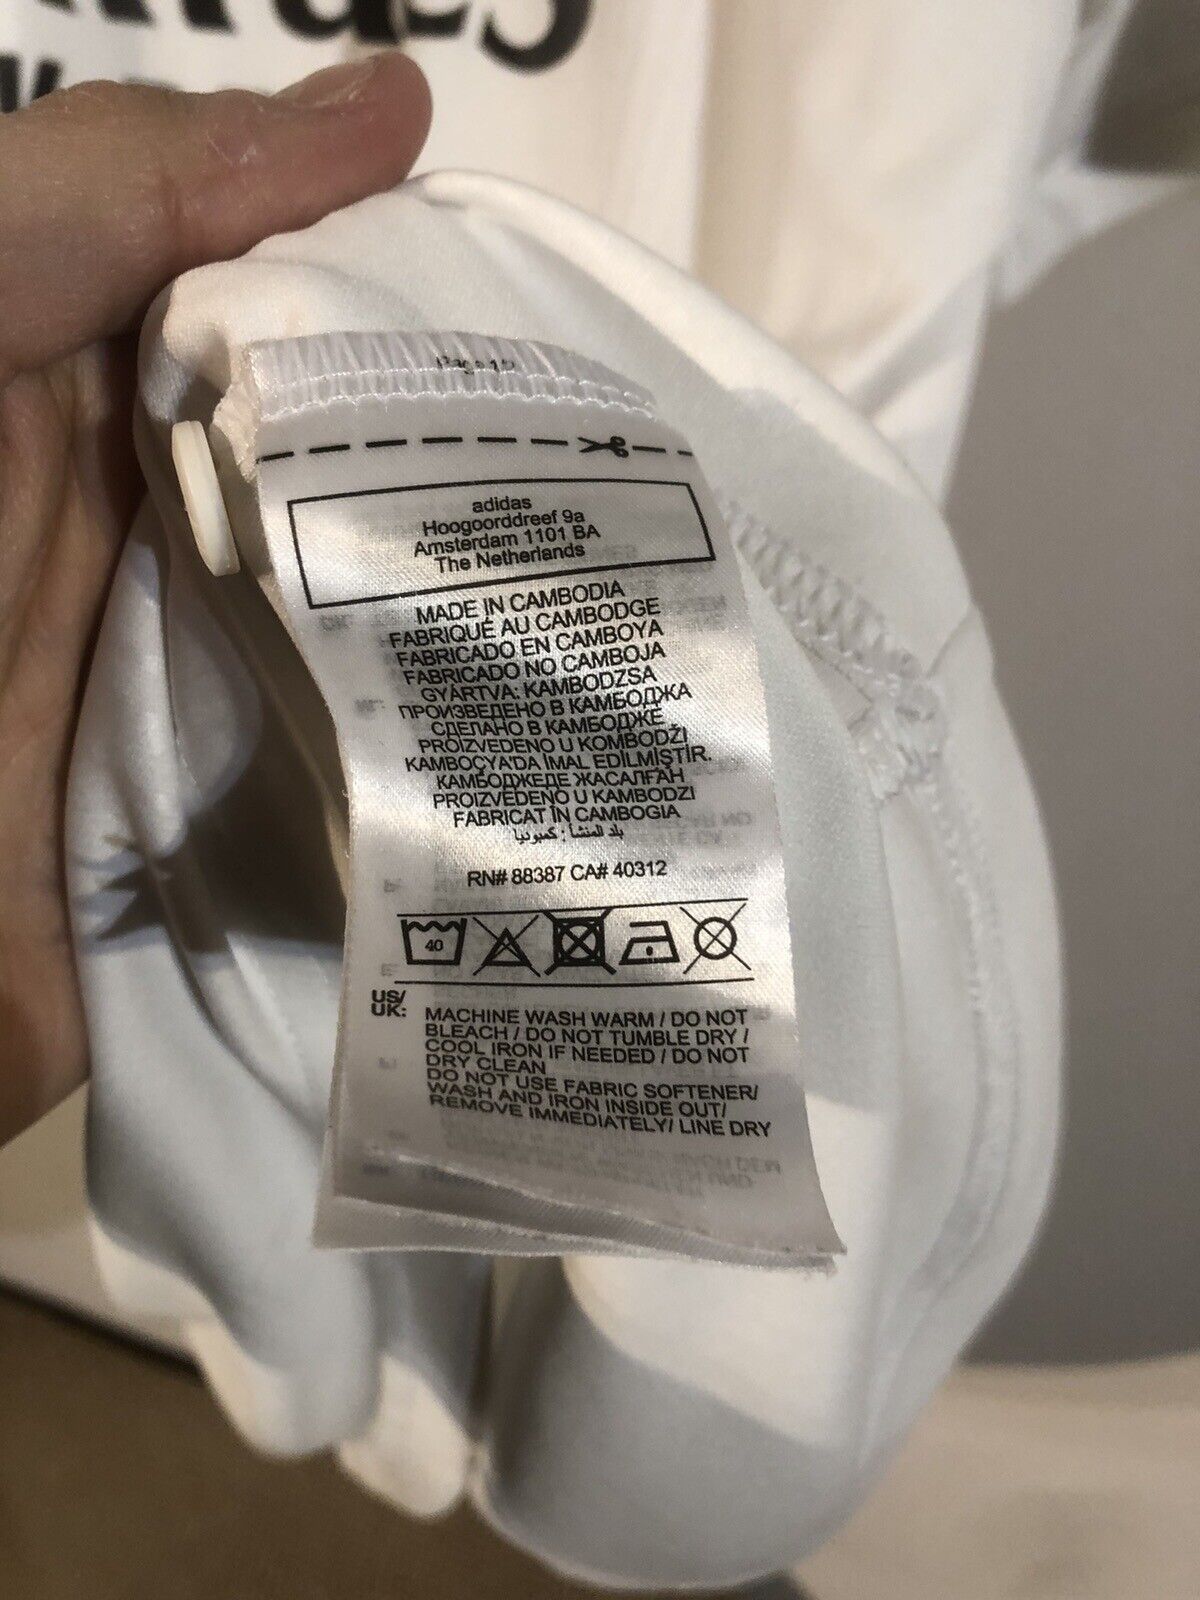 adidas
Hoogoorddreef 9a
Amsterdam 1101 BA
The Netherlands
MADE IN CAMBODIA
FABRIQUÉ AU CAMBODGE
FABRICADO EN CAMBOYA
FABRICADO NO CAMBOJA
GYÁRTVA: KAMBODZSA
ПРОИЗВЕДЕНО В КАМБОДЖА
СДЕЛАНО В КАМБОДЖЕ
PROIZVEDENO U KOMBODŽI
KAMBOÇYA'DA İMAL EDİLMİŞTİR.
КАМБОДЖЕДЕ ЖАСАЛҒАН
PROIZVEDENO U KAMBODZI
FABRICAT ÎN CAMBOGIA
بلد المنشأ : كمبوديا
RN# 88387 CA# 40312
40
US/
UK:
MACHINE WASH WARM / DO NOT
BLEACH / DO NOT TUMBLE DRY /
COOL IRON IF NEEDED / DO NOT
DRY CLEAN
DO NOT USE FABRIC SOFTENER/
WASH AND IRON INSIDE OUT/
REMOVE IMMEDIATELY/ LINE DRY